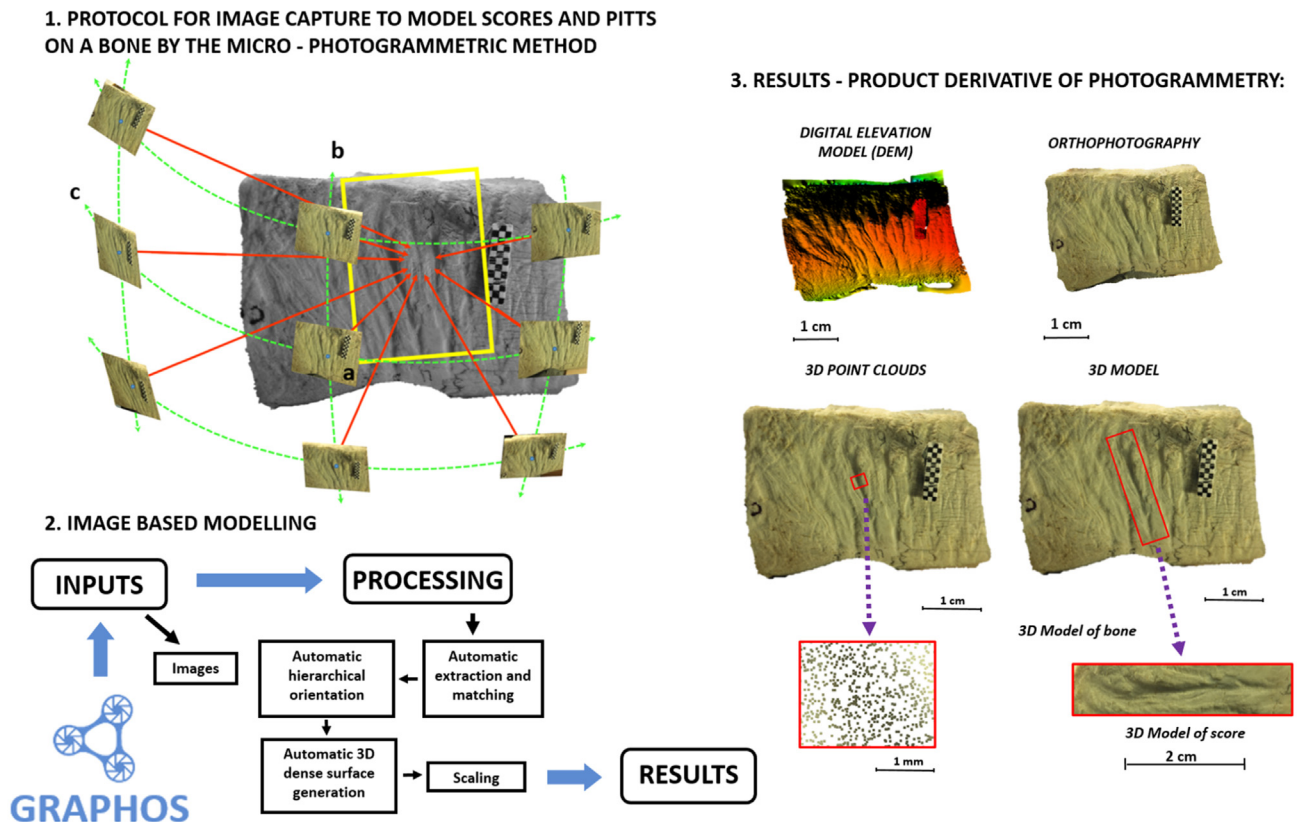 1. PROTOCOL FOR IMAGE CAPTURE TO MODEL SCORES AND PITTS
ON A BONE BY THE MICRO - PHOTOGRAMMETRIC METHOD
b
c
a
2. IMAGE BASED MODELLING
INPUTS
PROCESSING
Images
Automatic
hierarchical
orientation
Automatic
extraction and
matching
Automatic 3D
dense surface
generation
Scaling
RESULTS
GRAPHOS
3. RESULTS - PRODUCT DERIVATIVE OF PHOTOGRAMMETRY:
DIGITAL ELEVATION
MODEL (DEM)
ORTHOPHOTOGRAPHY
1 cm
1 cm
3D POINT CLOUDS
3D MODEL
1 cm
1 cm
3D Model of bone
1 mm
3D Model of score
2 cm